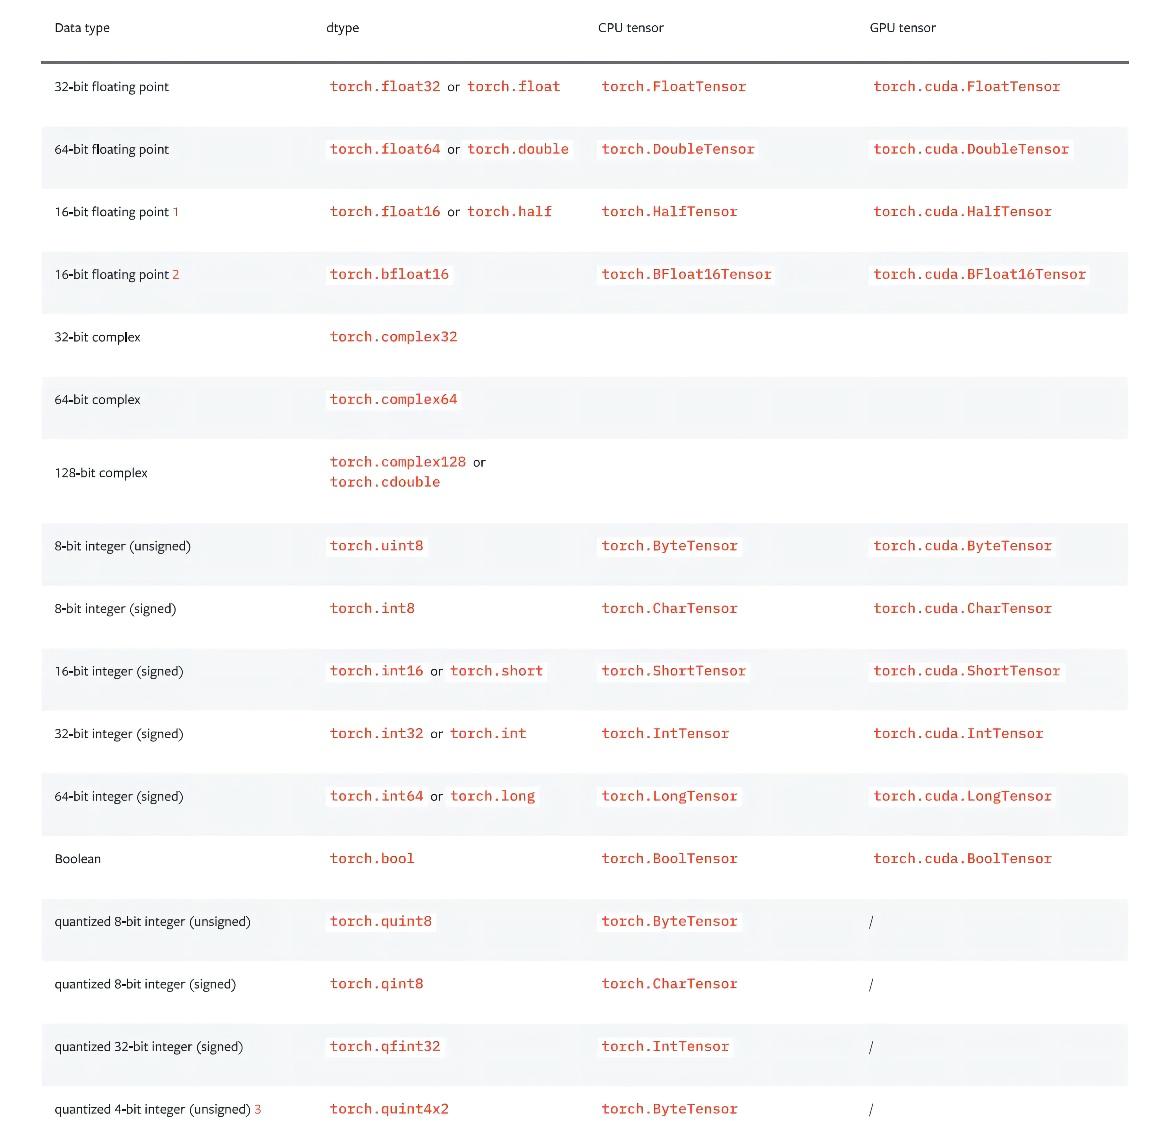 Data type dtype CPU tensor GPU tensor
32-bit floating point torch.float32 or torch.float torch.FloatTensor torch.cuda.FloatTensor
64-bit floating point torch.float64 or torch.double torch.DoubleTensor torch.cuda.DoubleTensor
16-bit floating point 1 torch.float16 or torch.half torch.HalfTensor torch.cuda.HalfTensor
16-bit floating point 2 torch.bfloat16 torch.BFloat16Tensor torch.cuda.BFloat16Tensor
32-bit complex torch.complex32
64-bit complex torch.complex64
128-bit complex torch.complex128 or
torch.cdouble
8-bit integer (unsigned) torch.uint8 torch.ByteTensor torch.cuda.ByteTensor
8-bit integer (signed) torch.int8 torch.CharTensor torch.cuda.CharTensor
16-bit integer (signed) torch.int16 or torch.short torch.ShortTensor torch.cuda.ShortTensor
32-bit integer (signed) torch.int32 or torch.int torch.IntTensor torch.cuda.IntTensor
64-bit integer (signed) torch.int64 or torch.long torch.LongTensor torch.cuda.LongTensor
Boolean torch.bool torch.BoolTensor torch.cuda.BoolTensor
quantized 8-bit integer (unsigned) torch.quint8 torch.ByteTensor /
quantized 8-bit integer (signed) torch.qint8 torch.CharTensor /
quantized 32-bit integer (signed) torch.qfint32 torch.IntTensor /
quantized 4-bit integer (unsigned) 3 torch.quint4x2 torch.ByteTensor /